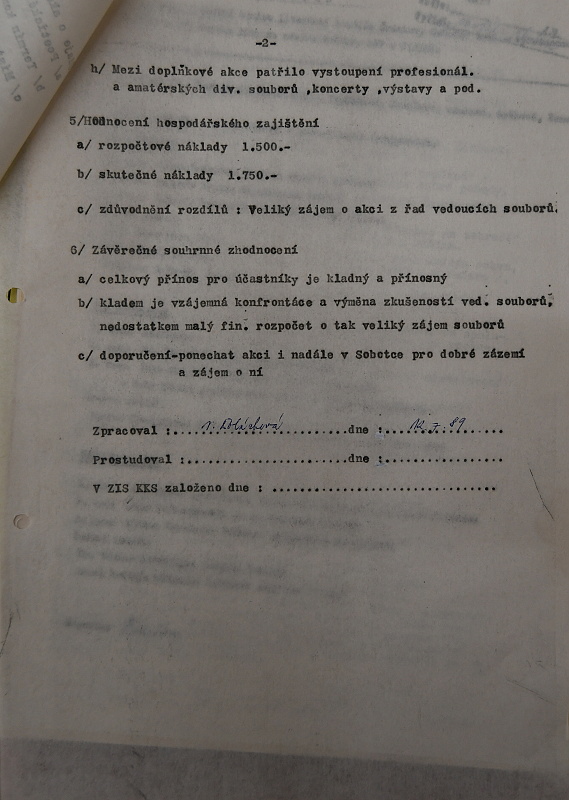 -2-
h/ Mezi doplňkové akce patřilo vystoupení profesionál.
a amatérských div. souborů ,koncerty ,výstavy a pod.
5/Hodnocení hospodářského zajištění
a/ rozpočtové náklady 1.500.-
b/ skutečné náklady 1.750.-
c/ zdůvodnění rozdílů : Veliký zájem o akci z řad vedoucích souborů.
6/ Závěrečné souhrnné zhodnocení
a/ celkový přínos pro účastníky je kladný a přínosný
b/ kladem je vzájemná konfrontáce a výměna zkušeností ved. souborů,
nedostatkem malý fin. rozpočet o tak veliký zájem souborů
c/ doporučení-ponechat akci i nadále v Sobotce pro dobré zázemí
a zájem o ní
Zpracoval :...........................dne :..................
Prostudoval :.........................dne :..................
V ZIS KKS založeno dne : ..................................